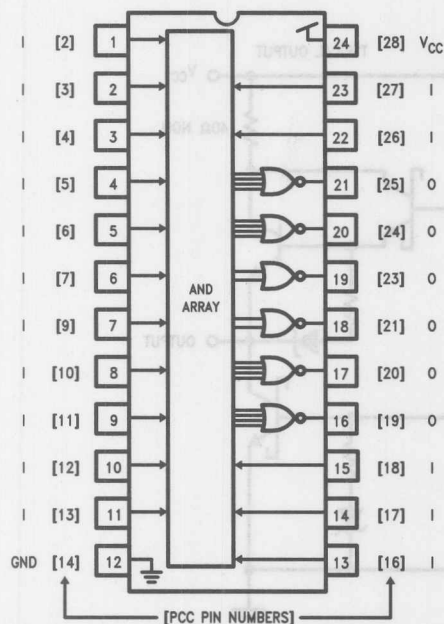 I [2] 1 24 [28] VCC
I [3] 2 23 [27] I
I [4] 3 22 [26] I
I [5] 4 21 [25] O
I [6] 5 20 [24] O
I [7] 6 19 [23] O
AND
ARRAY
I [9] 7 18 [21] O
I [10] 8 17 [20] O
I [11] 9 16 [19] O
I [12] 10 15 [18] I
I [13] 11 14 [17] I
GND [14] 12 13 [16] I
[PCC PIN NUMBERS]